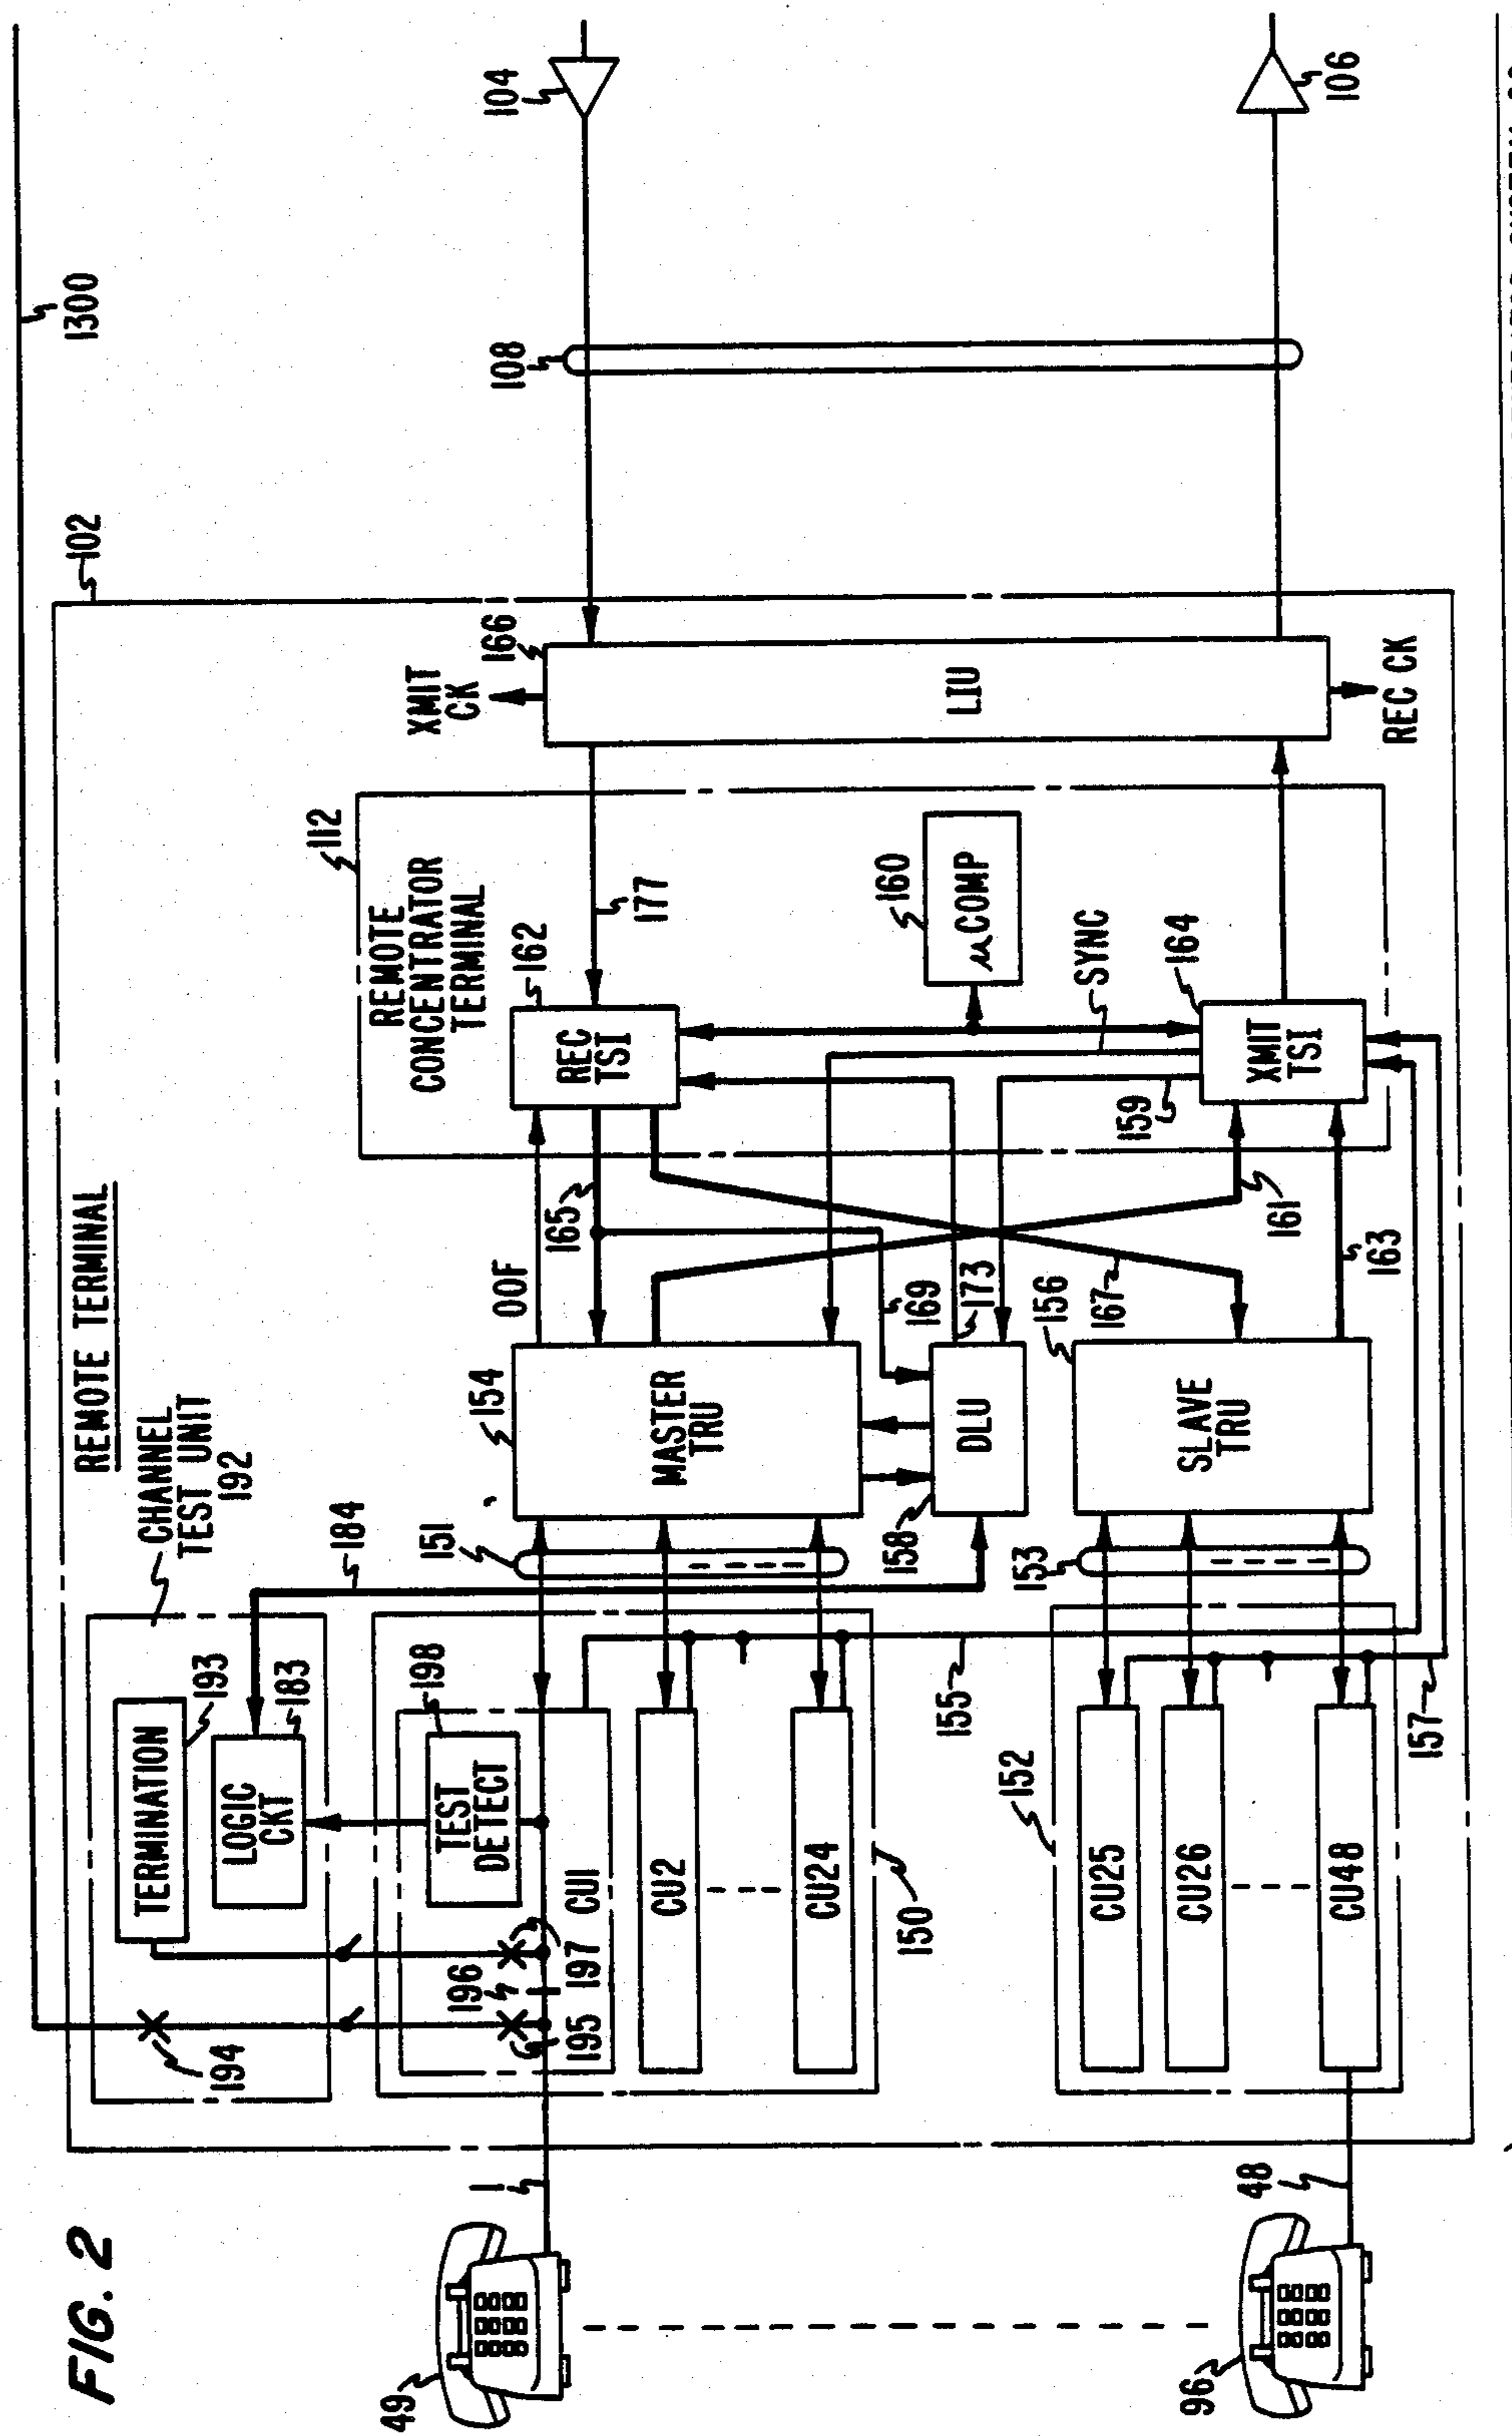 FIG. 2
1300
104
106
108
102
REMOTE TERMINAL
CHANNEL
TEST UNIT
192
TERMINATION
193
LOGIC
CKT
183
184
194
TEST
DETECT
198
196
197
195
CU1
CU2
CU24
150
151
155
MASTER
TRU
154
OOF
165
169
173
DLU
158
SLAVE
TRU
156
167
161
163
REMOTE
CONCENTRATOR
TERMINAL
112
REC
TSI
162
177
μCOMP
160
SYNC
XMIT
TSI
164
159
XMIT
CK
166
LIU
REC CK
152
153
CU25
CU26
CU48
157
49
1
96
48